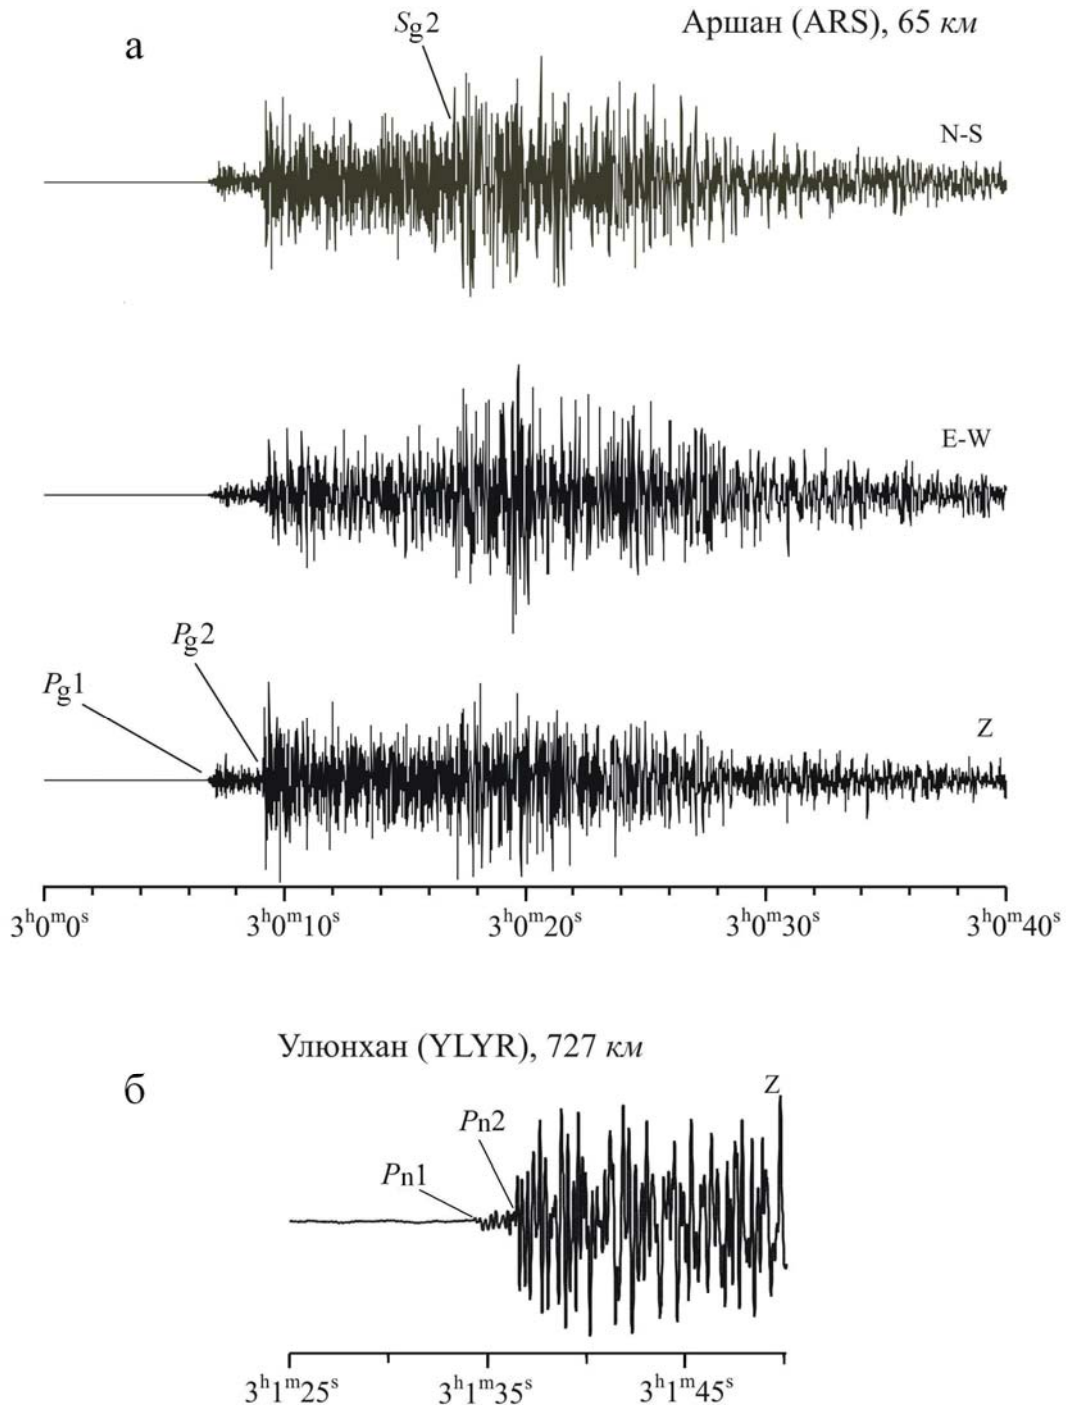 а
Sg2
Аршан (ARS), 65 км
N-S
E-W
Pg2
Pg1
Z
3ʰ0ᵐ0ˢ 3ʰ0ᵐ10ˢ 3ʰ0ᵐ20ˢ 3ʰ0ᵐ30ˢ 3ʰ0ᵐ40ˢ
Улюнхан (YLYR), 727 км
б
Z
Pn2
Pn1
3ʰ1ᵐ25ˢ 3ʰ1ᵐ35ˢ 3ʰ1ᵐ45ˢ